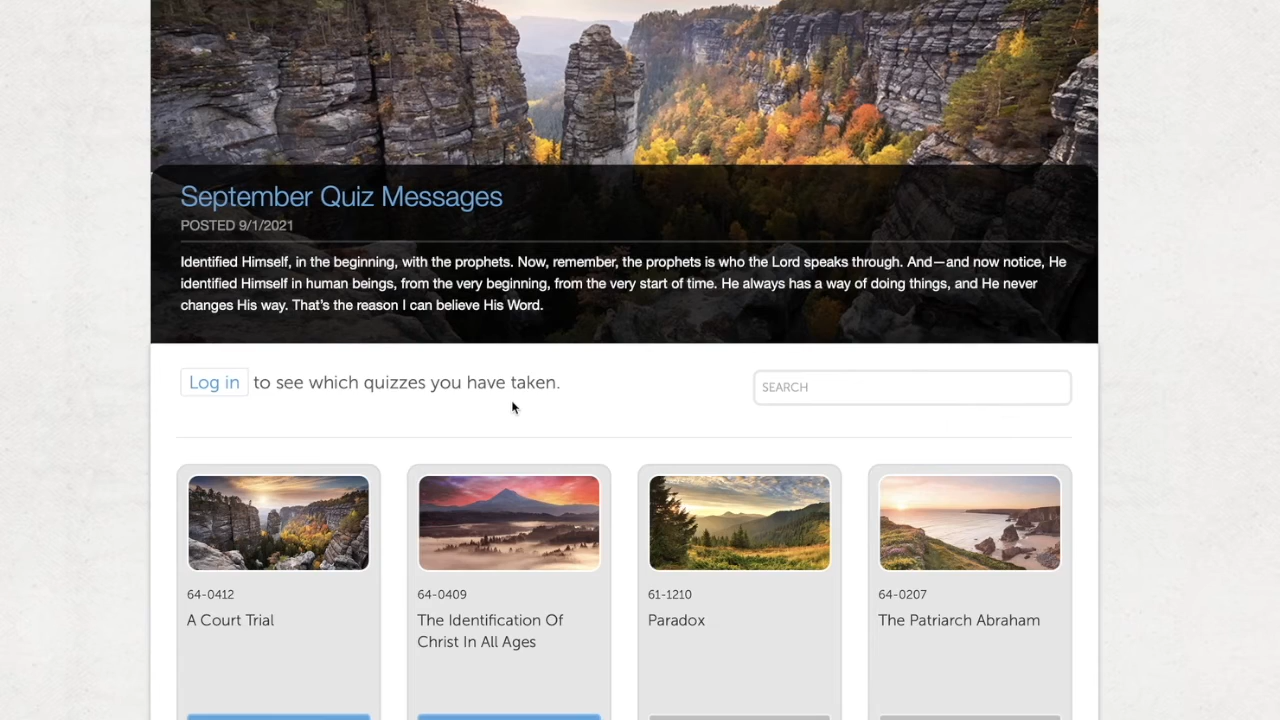 September Quiz Messages
POSTED 9/1/2021
Identified Himself, in the beginning, with the prophets. Now, remember, the prophets is who the Lord speaks through. And—and now notice, He
identified Himself in human beings, from the very beginning, from the very start of time. He always has a way of doing things, and He never
changes His way. That's the reason I can believe His Word.
Log in to see which quizzes you have taken.
SEARCH
64-0412
A Court Trial
64-0409
The Identification Of
Christ In All Ages
61-1210
Paradox
64-0207
The Patriarch Abraham